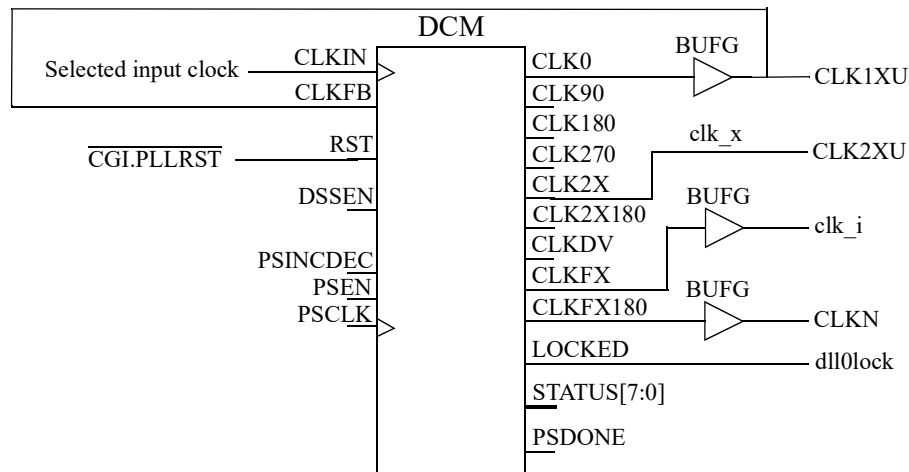 DCM
BUFG
CLKIN
CLK0
Selected input clock
CLK1XU
CLKFB
CLK90
CLK180
clk_x
RST
CGI.PLLRST
CLK270
CLK2XU
DSSEN
CLK2X
BUFG
CLK2X180
clk_i
CLKDV
PSINCDEC
CLKFX
BUFG
PSEN
CLKFX180
PSCLK
CLKN
LOCKED
dll0lock
STATUS[7:0]
PSDONE